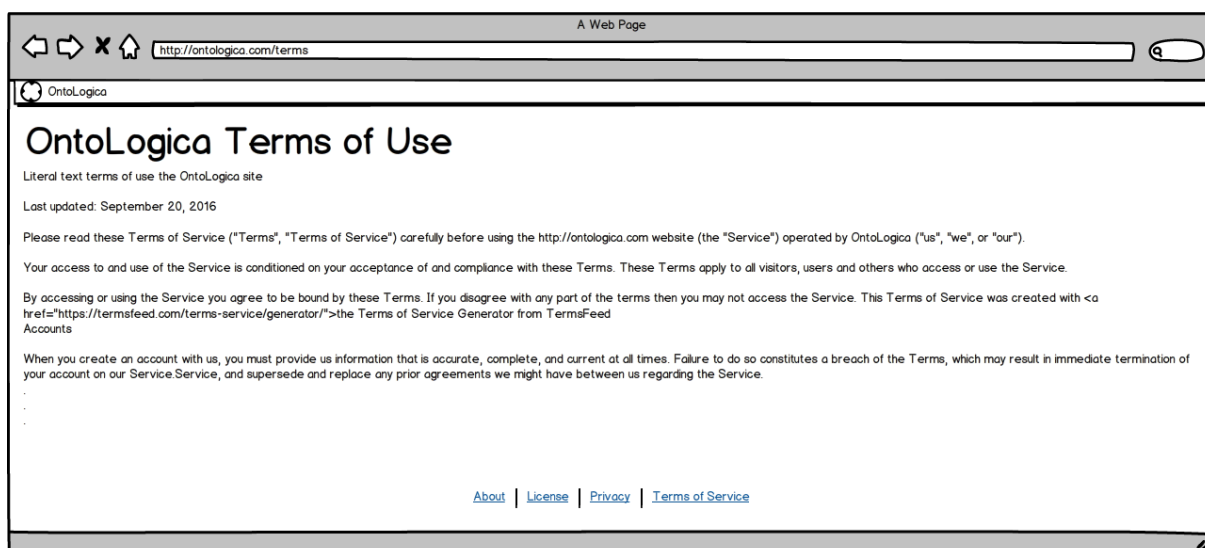 A Web Page
http://ontologica.com/terms
OntoLogica
OntoLogica Terms of Use
Literal text terms of use the OntoLogica site
Last updated: September 20, 2016
Please read these Terms of Service ("Terms", "Terms of Service") carefully before using the http://ontologica.com website (the "Service") operated by OntoLogica ("us", "we", or "our").
Your access to and use of the Service is conditioned on your acceptance of and compliance with these Terms. These Terms apply to all visitors, users and others who access or use the Service.
By accessing or using the Service you agree to be bound by these Terms. If you disagree with any part of the terms then you may not access the Service. This Terms of Service was created with <a
href="https://termsfeed.com/terms-service/generator/">the Terms of Service Generator from TermsFeed
Accounts
When you create an account with us, you must provide us information that is accurate, complete, and current at all times. Failure to do so constitutes a breach of the Terms, which may result in immediate termination of
your account on our Service.Service, and supersede and replace any prior agreements we might have between us regarding the Service.
.
.
.
About | License | Privacy | Terms of Service